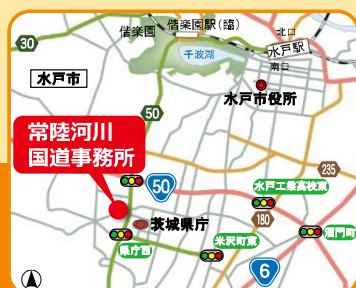 偕楽園
偕楽園駅(臨)
北口
水戸駅
南口
30
千波湖
水戸市
水戸市役所
50
常陸河川
国道事務所
50
水戸工業高校東
235
茨城県庁
180
県庁西
米沢町東
酒門町
6